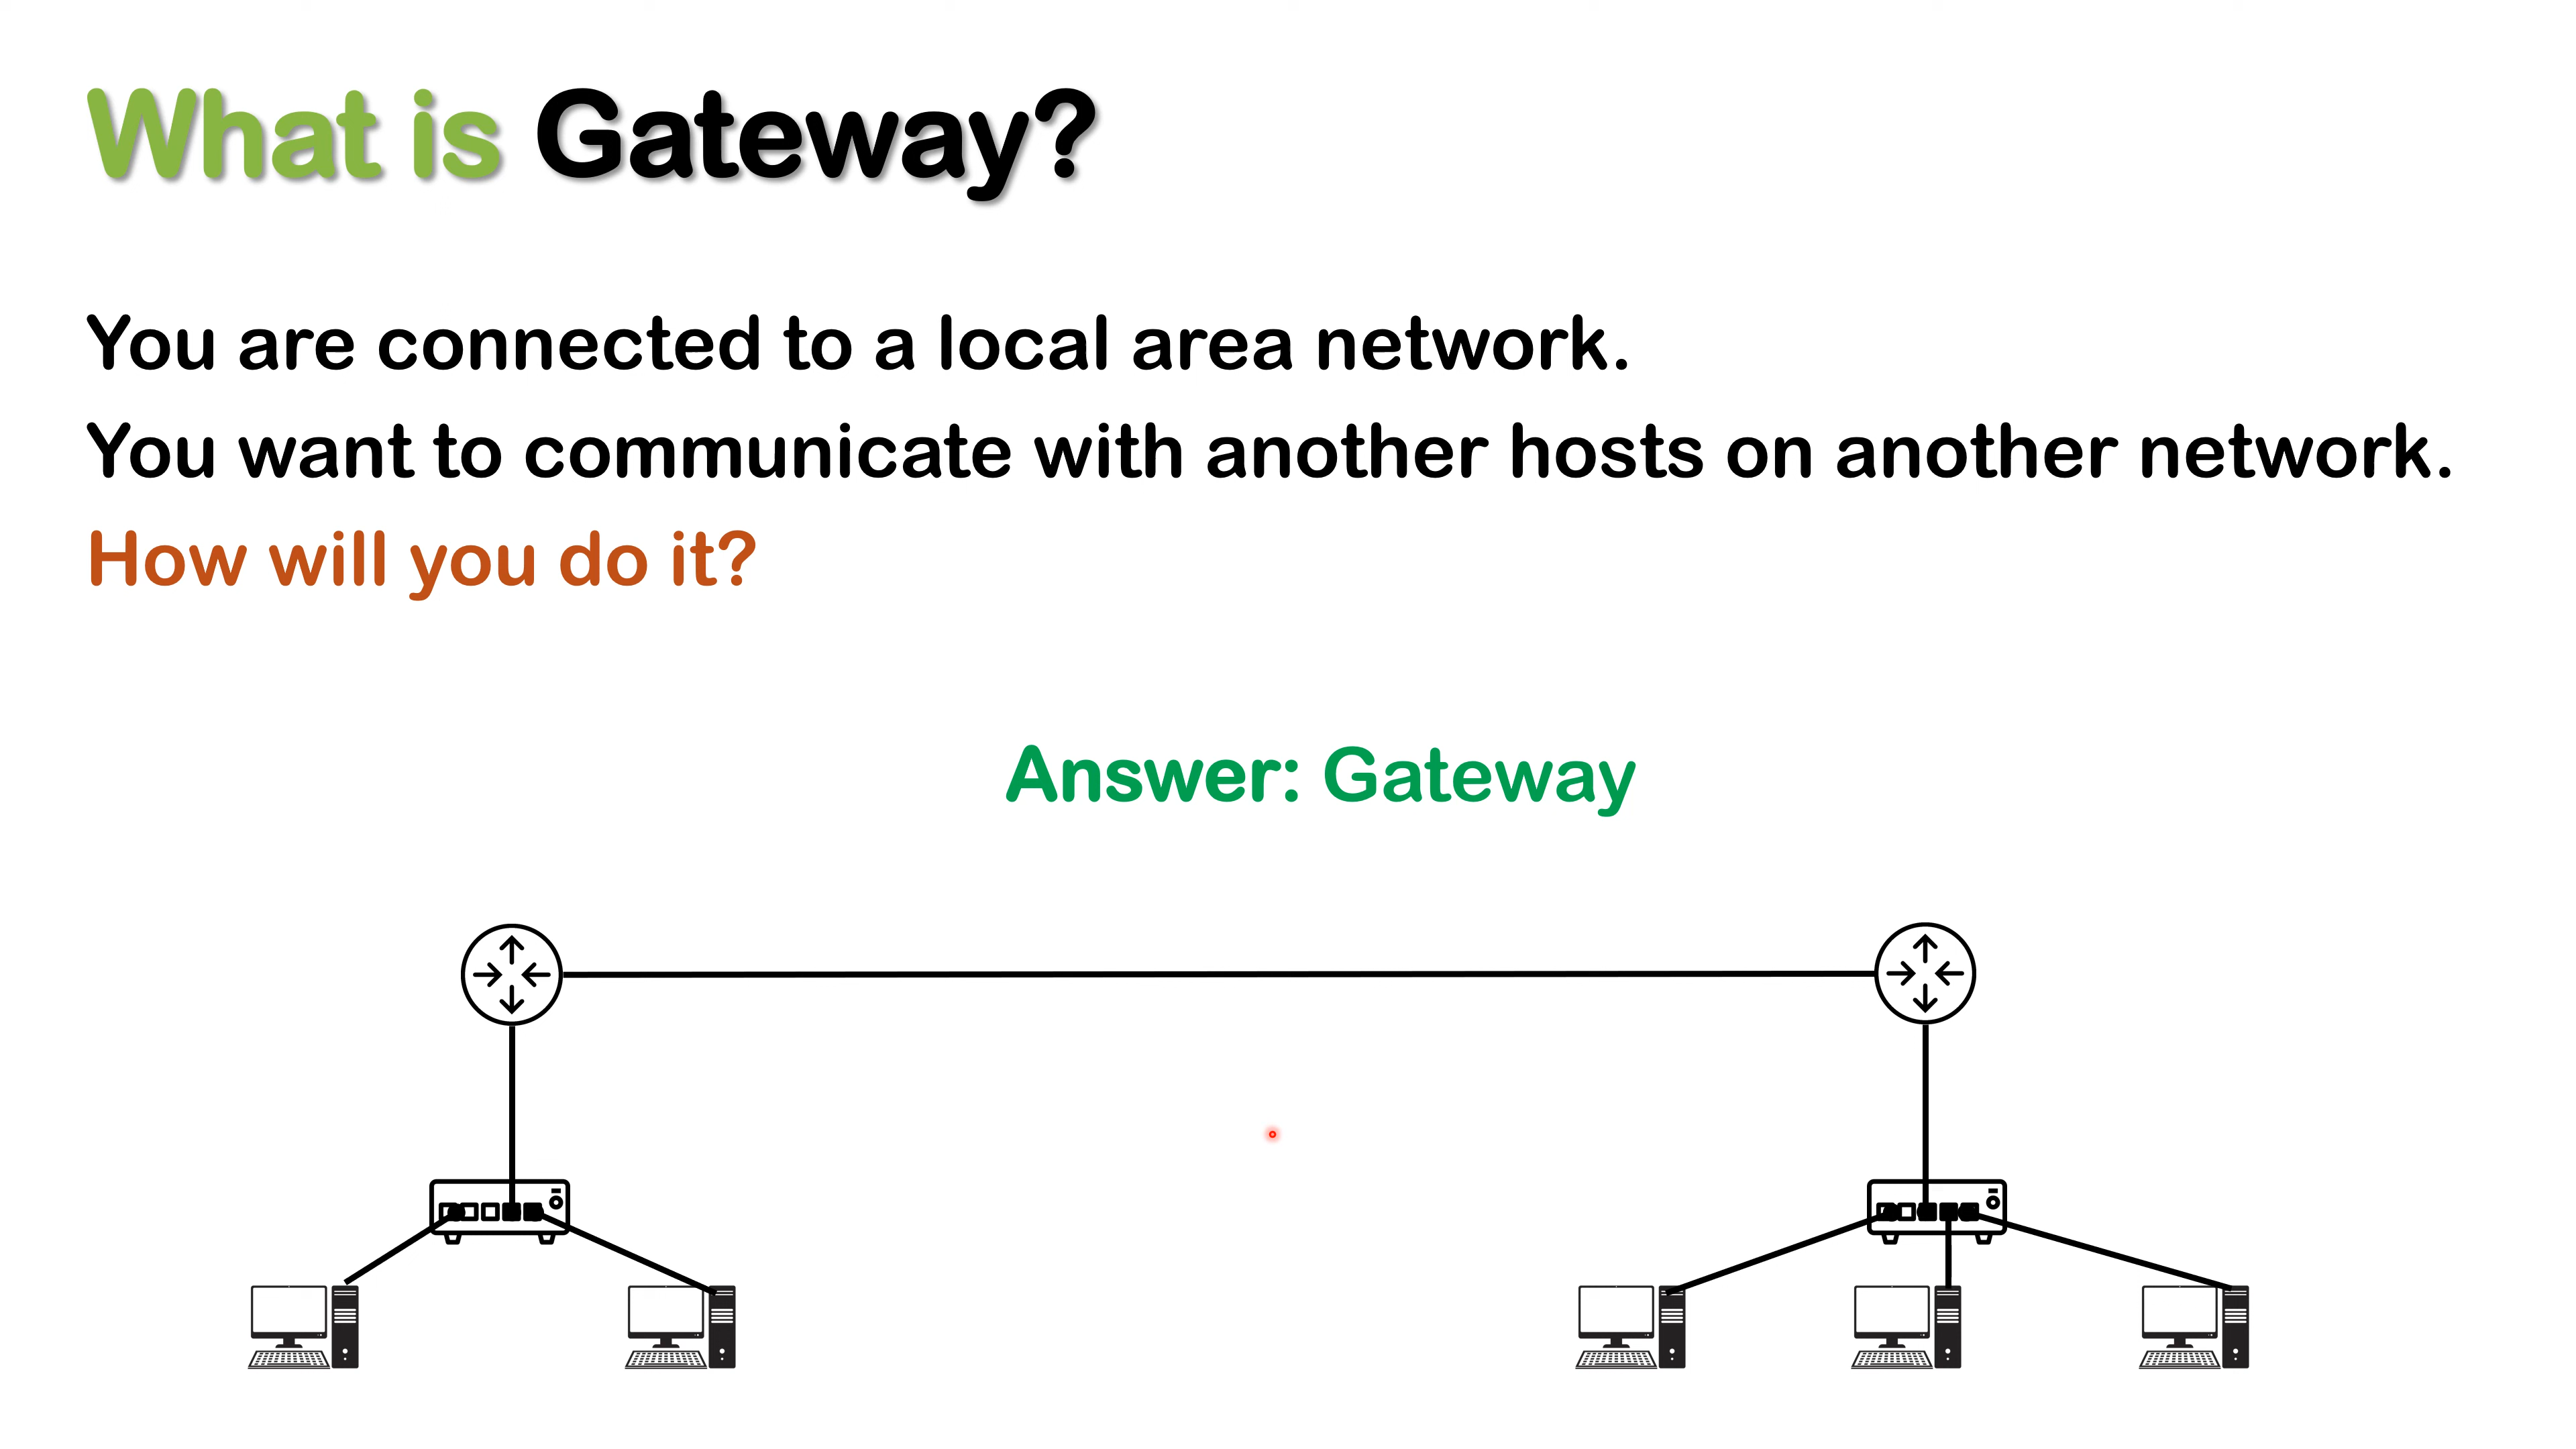 What is Gateway?
You are connected to a local area network.
You want to communicate with another hosts on another network.
How will you do it?
Answer: Gateway